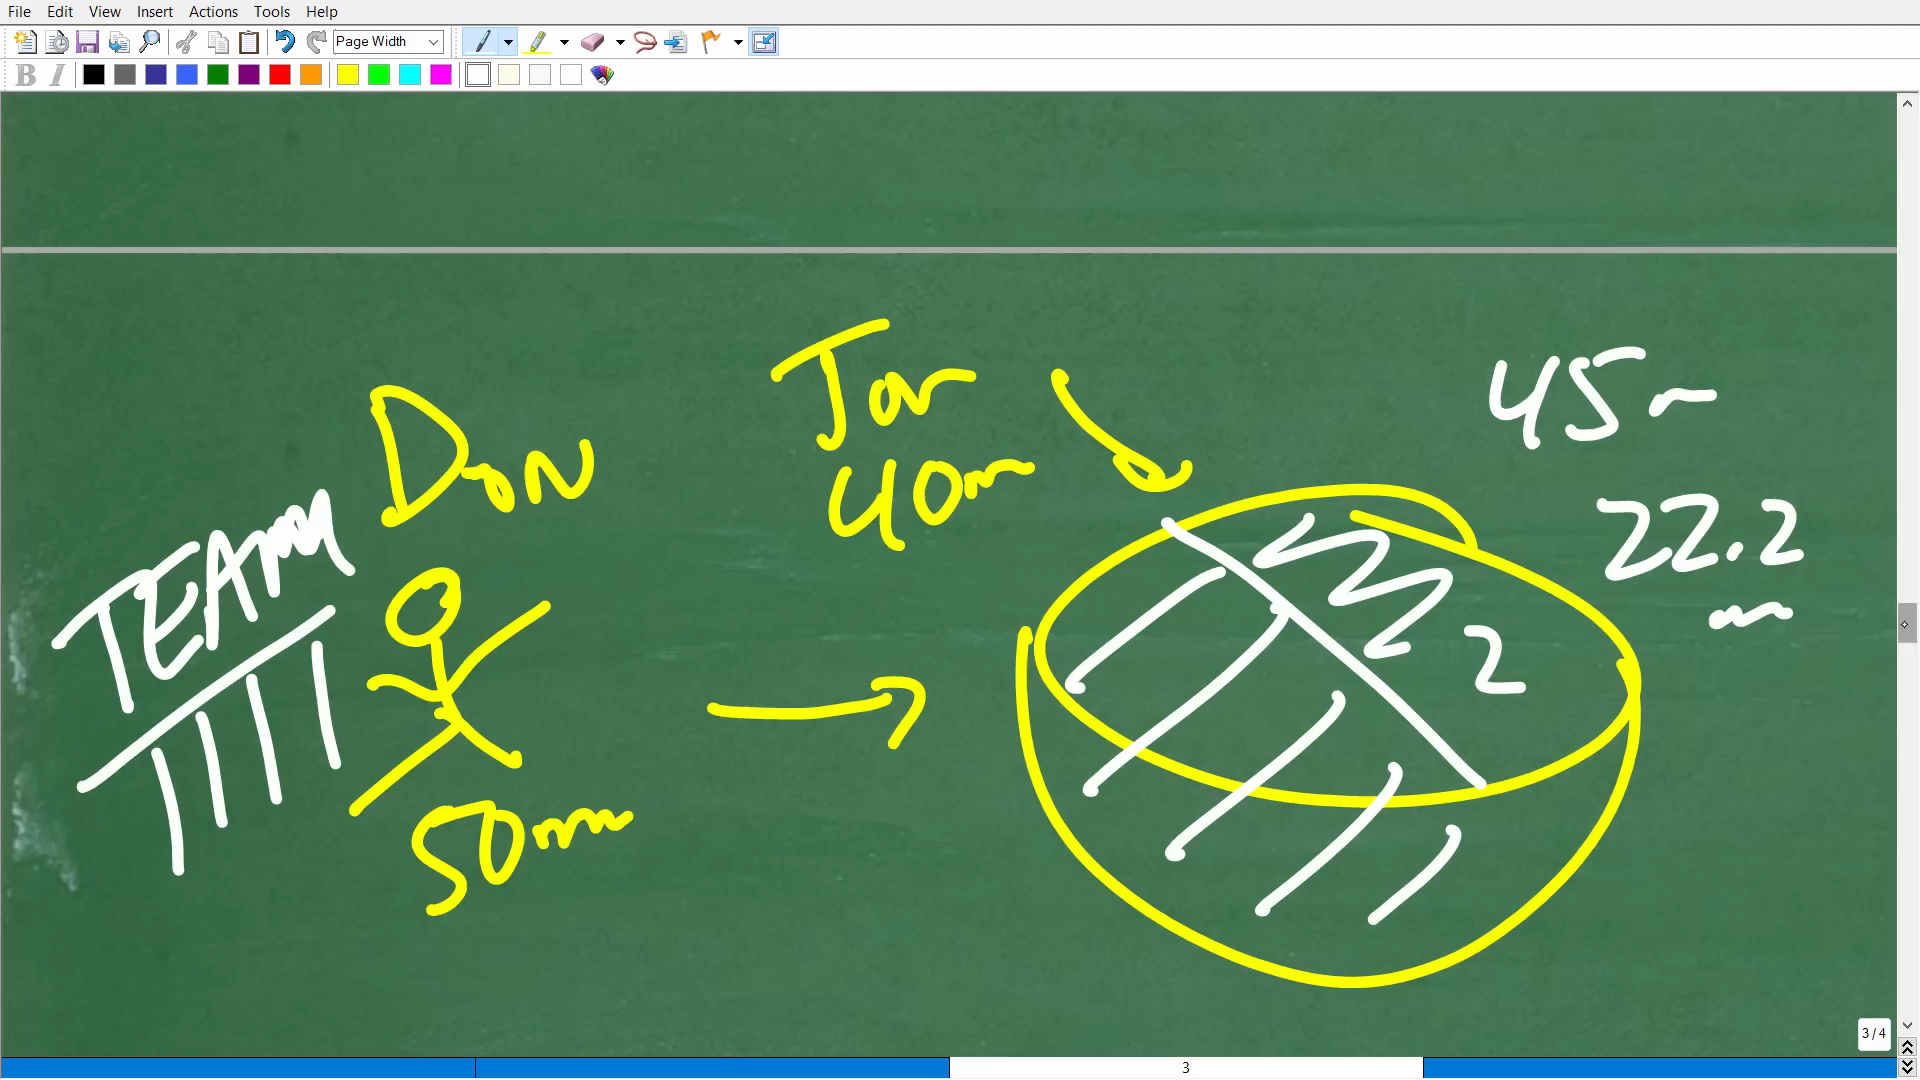 File Edit View Insert Actions Tools Help
Page Width
B I
Don
Jar
40m
45m
TEAM
22.2
m
2
50m
3 / 4
3